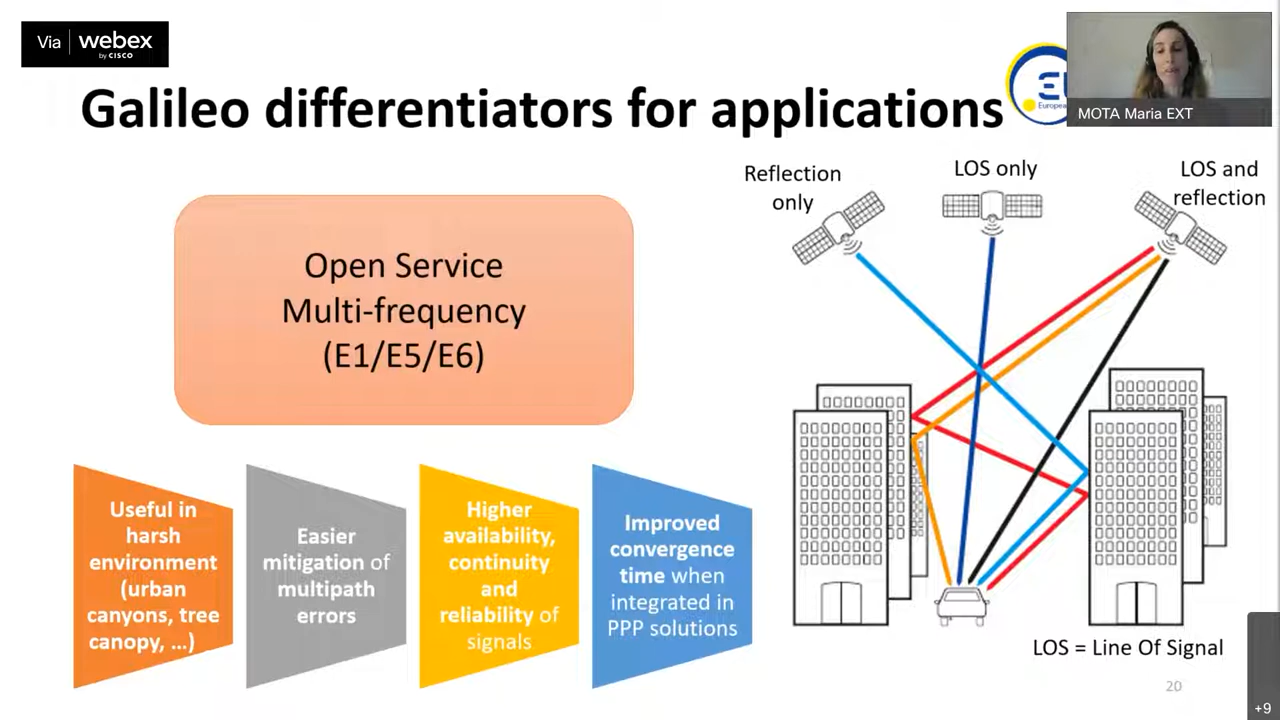 Via webex
by CISCO
Galileo differentiators for applications
EU
Europea
MOTA Maria EXT
Open Service
Multi-frequency
(E1/E5/E6)
Useful in
harsh
environment
(urban
canyons, tree
canopy, ...)
Easier
mitigation of
multipath
errors
Higher
availability,
continuity
and
reliability of
signals
Improved
convergence
time when
integrated in
PPP solutions
Reflection
only
LOS only
LOS and
reflection
LOS = Line Of Signal
20
+9